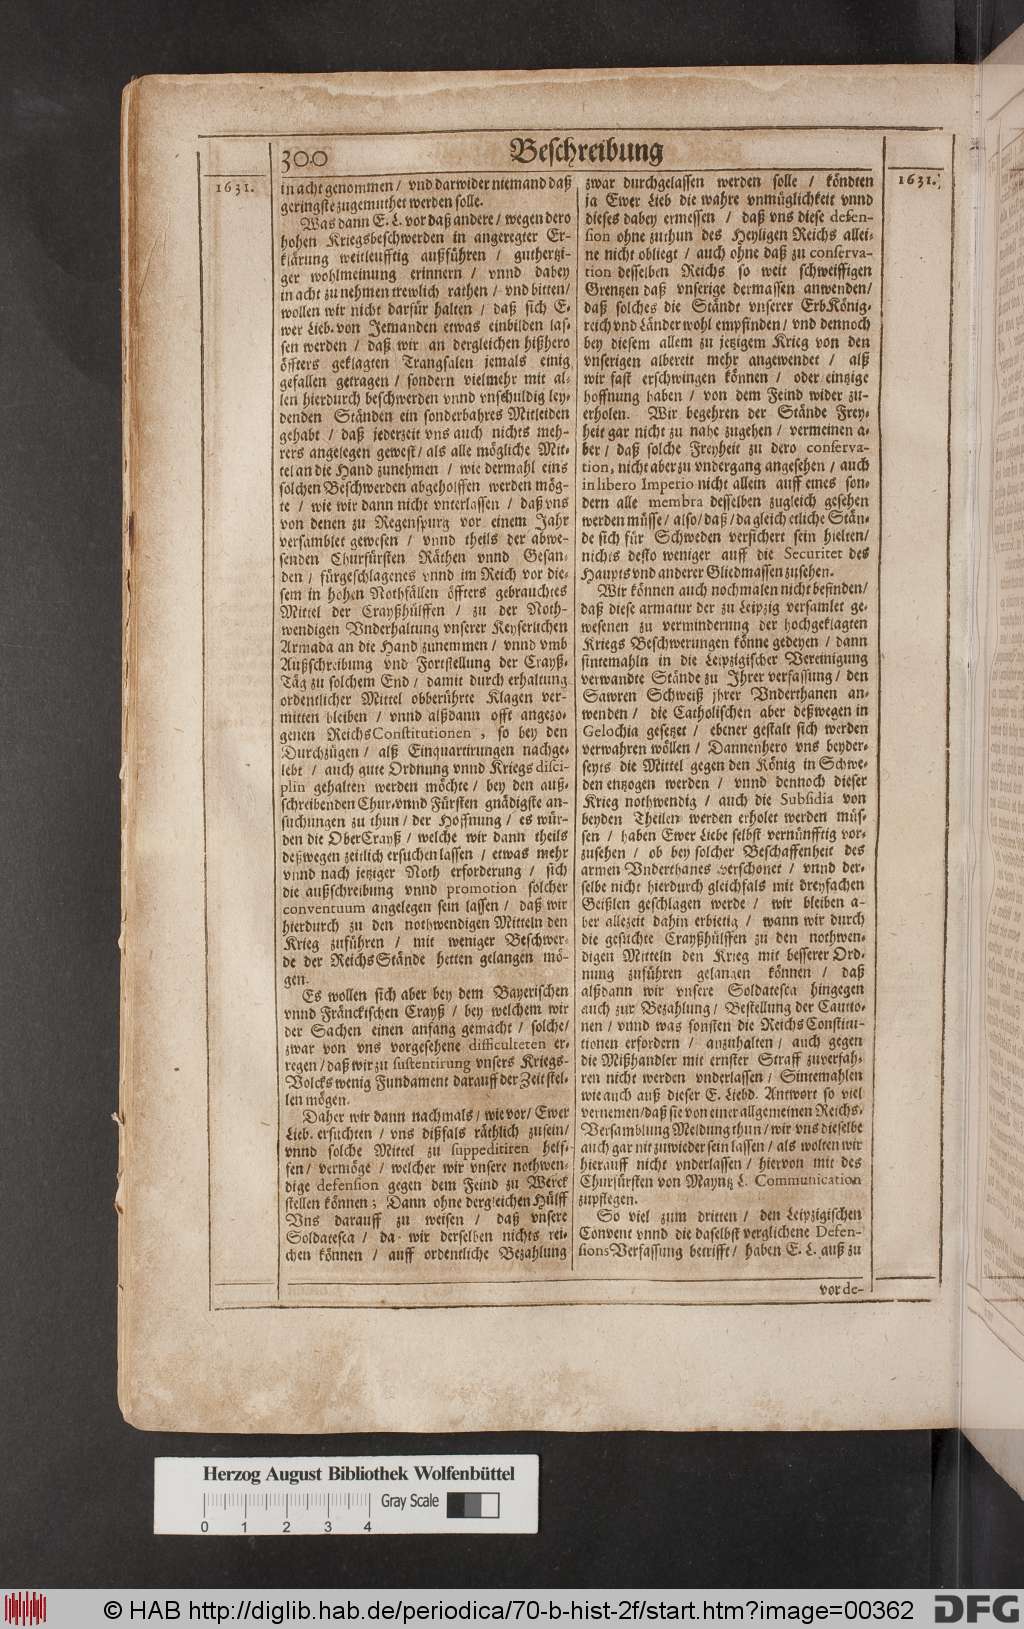 300
Beschreibung
1631.
1631.
in acht genommen / vnd darwider niemand daß
geringste zugemuthet werden solle.
Was dann E. L. vor daß andere / wegen dero
hohen Kriegsbeschwerden in angeregter Er-
klärung weitleufftig außführen / guthertzi-
ger wohlmeinung erinnern / vnnd dabey
in acht zu nehmen trewlich rathen / vnd bitten /
wollen wir nicht darfür halten / daß sich E-
wer Lieb. von Jemanden etwas einbilden las-
sen werden / daß wir an dergleichen hißhero
öffters geklagten Trangsalen jemals einig
gefallen getragen / sondern vielmehr mit al-
len hierdurch beschwerden vnnd vnschuldig ley-
denden Ständen ein sonderbahres Mitleiden
gehabt / daß jederzeit vns auch nichts meh-
rers angelegen gewest / als alle mögliche Mit-
tel an die Hand zunehmen / wie dermahl eins
solchen Beschwerden abgeholffen werden mög-
te / wie wir dann nicht vnterlassen / daß vns
von denen zu Regenspurg vor einem Jahr
versamblet gewesen / vnnd theils der abwe-
senden Churfürsten Räthen vnnd Gesan-
den / fürgeschlagenes vnnd im Reich vor die-
sem in hohen Nothfällen öffters gebrauchtes
Mittel der Crayßhülffen / zu der Noth-
wendigen Vnderhaltung vnserer Keyserlichen
Armada an die Hand zunemmen / vnnd vmb
Außschreibung vnd Fortstellung der Crayß-
Täg zu solchem End / damit durch erhaltung
ordentlicher Mittel obberührte Klagen ver-
mitten bleiben / vnnd alßdann offt angezo-
genen ReichsConstitutionen, so bey den
Durchzügen / alß Einquartirungen nachge-
lebt / auch gute Ordnung vnnd Kriegs disci-
plin gehalten werden möchte / bey den auß-
schreibenden Chur-vnnd Fürsten gnädigste an-
suchungen zu thun / der Hoffnung / es wür-
den die OberCrayß / welche wir dann theils
deßwegen zeitlich ersuchen lassen / etwas mehr
vnnd nach jetziger Noth erforderung / sich
die außschreibung vnnd promotion solcher
conventuum angelegen sein lassen / daß wir
hierdurch zu den nothwendigen Mitteln den
Krieg zuführen / mit weniger Beschwer-
de der ReichsStände hetten gelangen mö-
gen.
Es wollen sich aber bey dem Bayerischen
vnnd Fränckischen Crayß / bey welchem wir
der Sachen einen anfang gemacht / solche /
zwar von vns vorgesehene difficulteten er-
regen / daß wir zu sustentirung vnsers Kriegs-
Volcks wenig Fundament darauff der Zeit stel-
len mögen.
Daher wir dann nachmals / wie vor / Ewer
Lieb. ersuchten / vns dißfals räthlich zusein /
vnnd solche Mittel zu suppeditiren helf-
fen / vermöge / welcher wir vnsere nothwen-
dige defension gegen dem Feind zu Werck
stellen können; Dann ohne dergleichen Hülff
Vns darauff zu weisen / daß vnsere
Soldatesca / da wir derselben nichts rei-
chen können / auff ordentliche Bezahlung
zwar durchgelassen werden solle / köndten
ja Ewer Lieb die wahre vnmüglichkeit vnnd
dieses dabey ermessen / daß vns diese defen-
sion ohne zuthun des Heyligen Reichs allei-
ne nicht obliegt / auch ohne daß zu conserva-
tion desselben Reichs so weit schweiffigen
Grentzen daß vnserige dermassen anwenden /
daß solches die Ständt vnserer ErbKönig-
reich vnd Länder wohl empfinden / vnd dennoch
bey diesem allem zu jetzigem Krieg von den
vnserigen albereit mehr angewendet / alß
wir fast erschwingen können / oder eintzige
hoffnung haben / von dem Feind wider zu-
erholen. Wir begehren der Stände Frey-
heit gar nicht zu nahe zugehen / vermeinen a-
ber / daß solche Freyheit zu dero conserva-
tion, nicht aber zu vndergang angesehen / auch
in libero Imperio nicht allein auff eines son-
dern alle membra desselben zugleich gesehen
werden müsse / also / daß / da gleich etliche Stän-
de sich für Schweden versichert sein hielten /
nichts desto weniger auff die Securitet des
Haupts vnd anderer Gliedmassen zusehen.
Wir können auch nochmalen nicht befinden /
daß diese armatur der zu Leipzig versamlet ge-
wesenen zu verminderung der hochgeklagten
Kriegs Beschwerungen könne gedeyen / dann
sintemahln in die Leipzigischer Vereinigung
verwandte Stände zu Ihrer verfassung / den
Sawren Schweiß jhrer Vnderthanen an-
wenden / die Catholischen aber deßwegen in
Gelochia gesetzet / ebener gestalt sich werden
verwahren wöllen / Dannenhero vns beyder-
seyts die Mittel gegen den König in Schwe-
den entzogen werden / vnnd dennoch dieser
Krieg nothwendig / auch die Subsidia von
beyden Theilen werden erholet werden müs-
sen / haben Ewer Liebe selbst vernünfftig vor-
zusehen / ob bey solcher Beschaffenheit des
armen Vnderthanes verschonet / vnnd der-
selbe nicht hierdurch gleichfals mit dreyfachen
Geißlen geschlagen werde / wir bleiben a-
ber allezeit dahin erbietig / wann wir durch
die gesuchte Crayßhülffen zu den nothwen-
digen Mitteln den Krieg mit besserer Ord-
nung zuführen gelangen können / daß
alßdann wir vnsere Soldatesca hingegen
auch zur Bezahlung / Bestellung der Cautio-
nen / vnnd was sonsten die Reichs Constitu-
tionen erfordern / anzuhalten / auch gegen
die Mißhandler mit ernster Straff zuverfah-
ren nicht werden vnderlassen / Sintemahlen
wie auch auß dieser E. Liebd. Antwort so viel
vernemen / daß sie von einer allgemeinen Reichs-
Versamblung Meldung thun / wir vns dieselbe
auch gar nit zuwieder sein lassen / als wolten wir
hierauff nicht vnderlassen / hiervon mit des
Churfürsten von Mayntz L. Communication
zupflegen.
So viel zum dritten / den Leipzigischen
Convent vnnd die daselbst verglichene Defen-
sionsVerfassung betrifft / haben E. L. auß zu
vor de-
Herzog August Bibliothek Wolfenbüttel
Gray Scale
0 1 2 3 4
© HAB http://diglib.hab.de/periodica/70-b-hist-2f/start.htm?image=00362
DFG